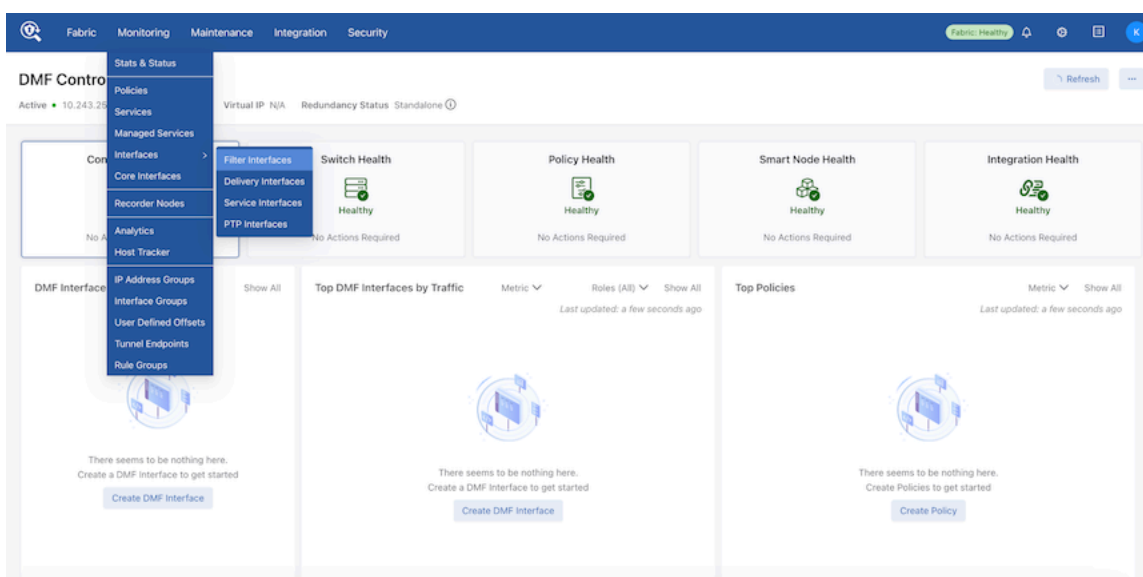 Fabric Monitoring Maintenance Integration Security Fabric: Healthy K
Stats & Status
Policies
Services
Managed Services
Interfaces >
Core Interfaces
Recorder Nodes
Analytics
Host Tracker
IP Address Groups
Interface Groups
User Defined Offsets
Tunnel Endpoints
Rule Groups
Filter Interfaces
Delivery Interfaces
Service Interfaces
PTP Interfaces
DMF Contro
Refresh ...
Active 10.243.25 Virtual IP N/A Redundancy Status Standalone
Con
No A
Switch Health
Healthy
No Actions Required
Policy Health
Healthy
No Actions Required
Smart Node Health
Healthy
No Actions Required
Integration Health
Healthy
No Actions Required
DMF Interface Show All
There seems to be nothing here.
Create a DMF Interface to get started
Create DMF Interface
Top DMF Interfaces by Traffic Metric Roles (All) Show All
Last updated: a few seconds ago
There seems to be nothing here.
Create a DMF Interface to get started
Create DMF Interface
Top Policies Metric Show All
Last updated: a few seconds ago
There seems to be nothing here.
Create Policies to get started
Create Policy